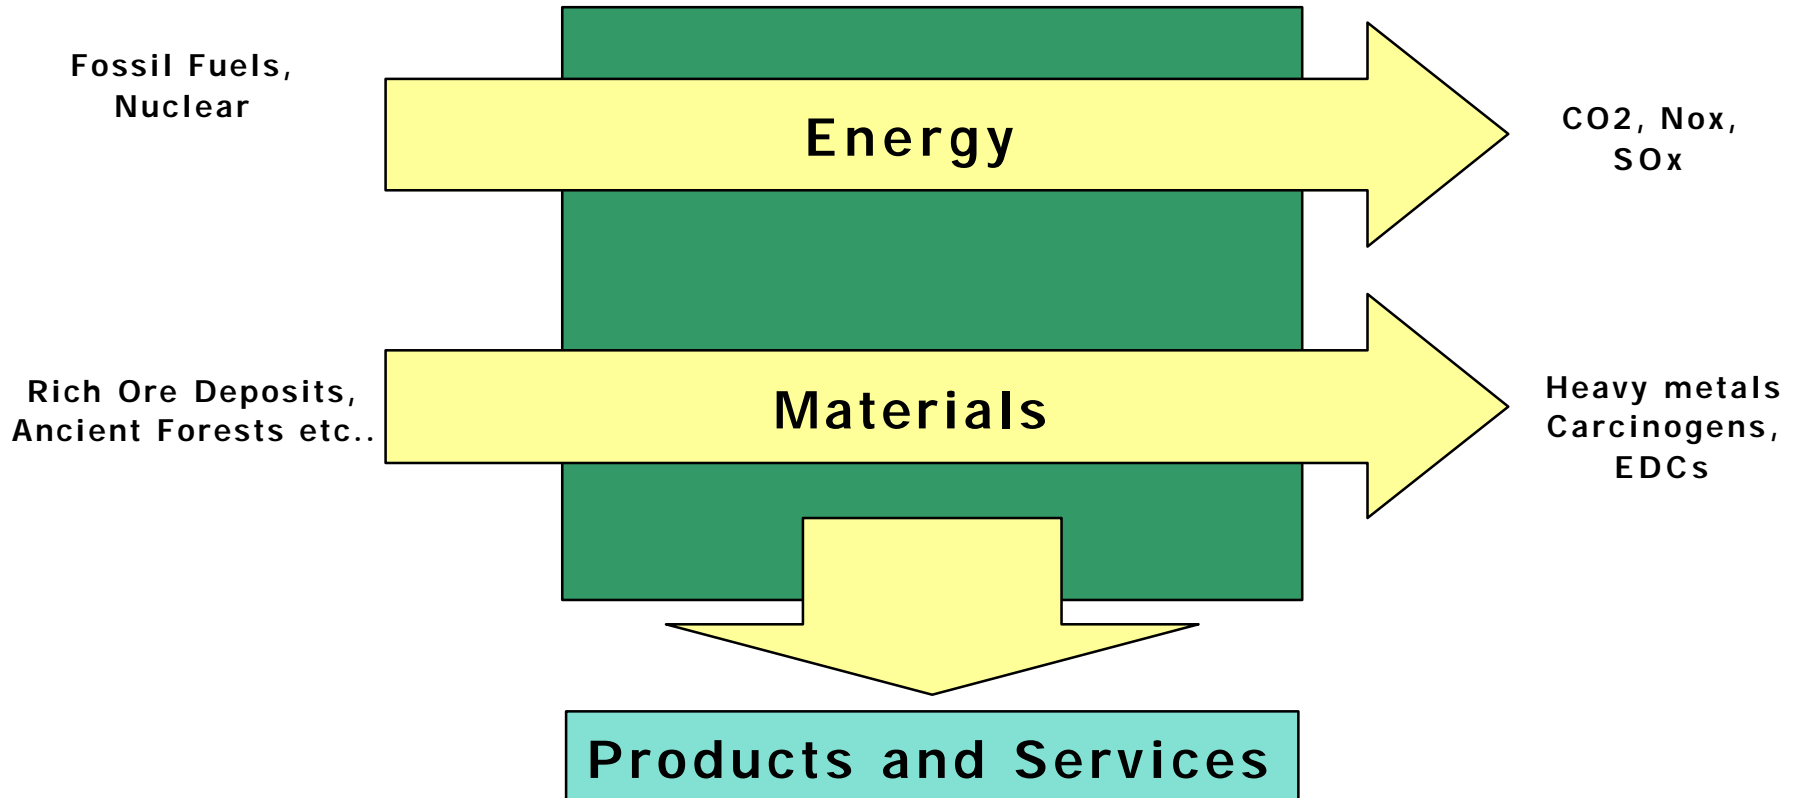 Fossil Fuels,
Nuclear
Energy
CO2, Nox,
SOx
Rich Ore Deposits,
Ancient Forests etc..
Materials
Heavy metals
Carcinogens,
EDCs
Products and Services